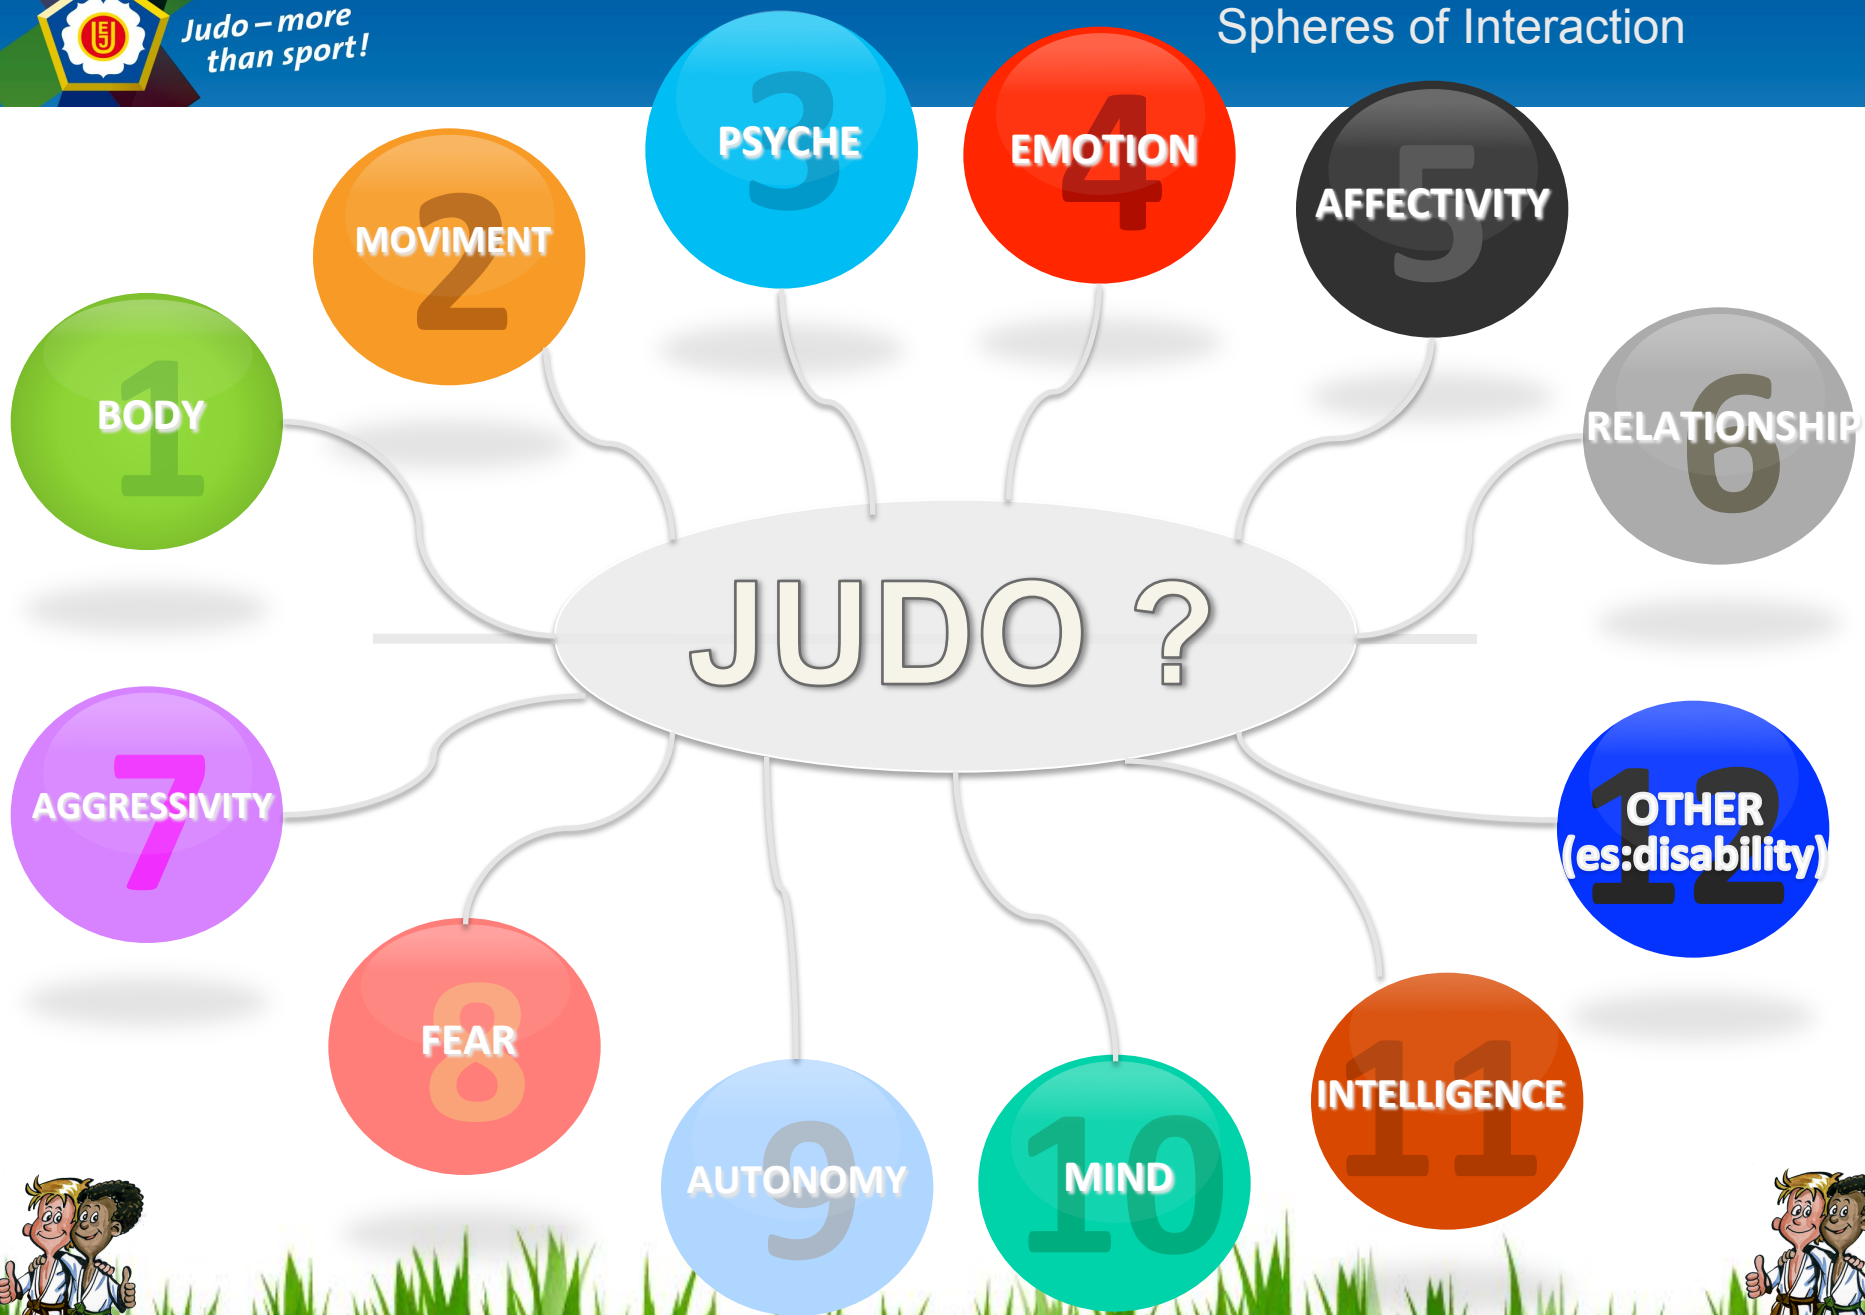 Judo – more
than sport!
EJU
Spheres of Interaction
1
BODY
2
MOVIMENT
3
PSYCHE
4
EMOTION
5
AFFECTIVITY
6
RELATIONSHIP
JUDO ?
7
AGGRESSIVITY
8
FEAR
9
AUTONOMY
10
MIND
11
INTELLIGENCE
12
OTHER
(es:disability)